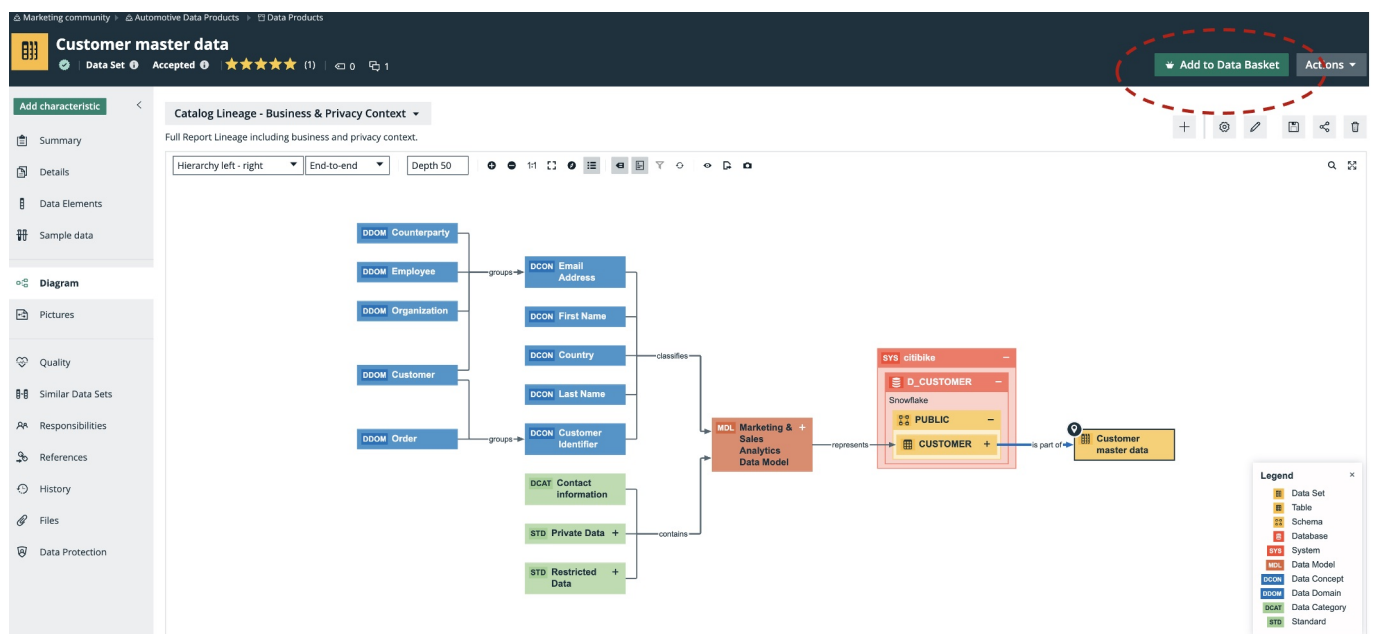 Marketing community
Automotive Data Products
Data Products
Customer master data
Data Set
Accepted
(1)
0
1
Add to Data Basket
Actions
Add characteristic
Summary
Details
Data Elements
Sample data
Diagram
Pictures
Quality
Similar Data Sets
Responsibilities
References
History
Files
Data Protection
Catalog Lineage - Business & Privacy Context
Full Report Lineage including business and privacy context.
Hierarchy left - right
End-to-end
Depth 50
1:1
DDOM Counterparty
DDOM Employee
DDOM Organization
DDOM Customer
DDOM Order
groups
groups
DCON Email
Address
DCON First Name
DCON Country
DCON Last Name
DCON Customer
Identifier
DCAT Contact
information
STD Private Data +
STD Restricted +
Data
classifies
contains
MDL Marketing & +
Sales
Analytics
Data Model
represents
SYS citibike −
D_CUSTOMER −
Snowflake
PUBLIC −
CUSTOMER +
is part of
Customer
master data
Legend ×
Data Set
Table
Schema
Database
SYS System
MDL Data Model
DCON Data Concept
DDOM Data Domain
DCAT Data Category
STD Standard